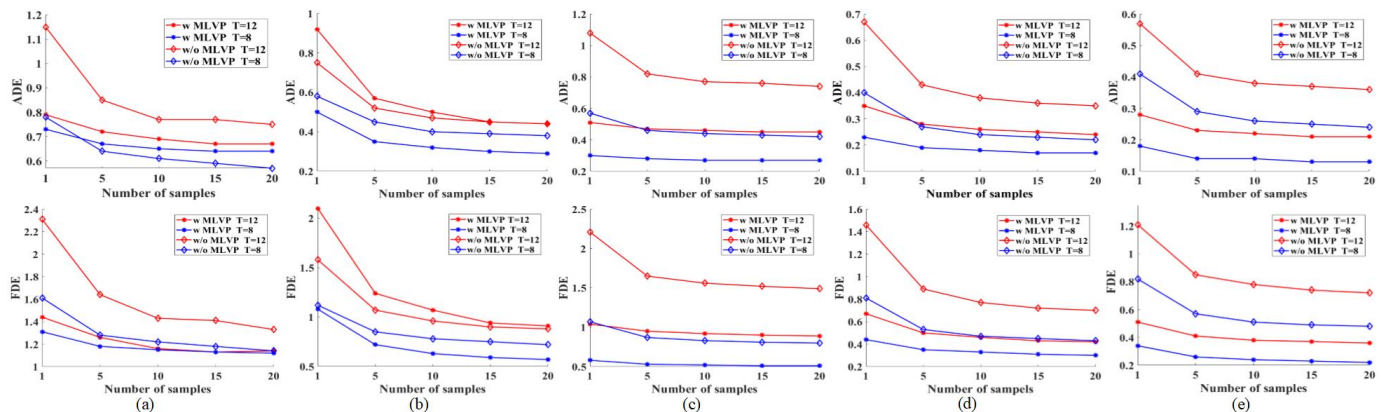 1.2
1.1
1
0.9
0.8
0.7
0.6
ADE
1 5 10 15 20
Number of samples
w MLVP T=12
w MLVP T=8
w/o MLVP T=12
w/o MLVP T=8
1
0.8
0.6
0.4
0.2
ADE
1 5 10 15 20
Number of samples
w MLVP T=12
w MLVP T=8
w/o MLVP T=12
w/o MLVP T=8
1.2
1
0.8
0.6
0.4
0.2
ADE
1 5 10 15 20
Number of samples
w MLVP T=12
w MLVP T=8
w/o MLVP T=12
w/o MLVP T=8
0.7
0.6
0.5
0.4
0.3
0.2
0.1
ADE
1 5 10 15 20
Number of samples
w MLVP T=12
w MLVP T=8
w/o MLVP T=12
w/o MLVP T=8
0.6
0.5
0.4
0.3
0.2
0.1
ADE
1 5 10 15 20
Number of samples
w MLVP T=12
w MLVP T=8
w/o MLVP T=12
w/o MLVP T=8
2.4
2.2
2
1.8
1.6
1.4
1.2
1
FDE
1 5 10 15 20
Number of samples
w MLVP T=12
w MLVP T=8
w/o MLVP T=12
w/o MLVP T=8
2
1.5
1
0.5
FDE
1 5 10 15 20
Number of samples
w MLVP T=12
w MLVP T=8
w/o MLVP T=12
w/o MLVP T=8
2.5
2
1.5
1
0.5
FDE
1 5 10 15 20
Number of samples
w MLVP T=12
w MLVP T=8
w/o MLVP T=12
w/o MLVP T=8
1.6
1.4
1.2
1
0.8
0.6
0.4
0.2
FDE
1 5 10 15 20
Number of sampels
w MLVP T=12
w MLVP T=8
w/o MLVP T=12
w/o MLVP T=8
1.2
1
0.8
0.6
0.4
0.2
FDE
1 5 10 15 20
Number of samples
w MLVP T=12
w MLVP T=8
w/o MLVP T=12
w/o MLVP T=8
(a) (b) (c) (d) (e)